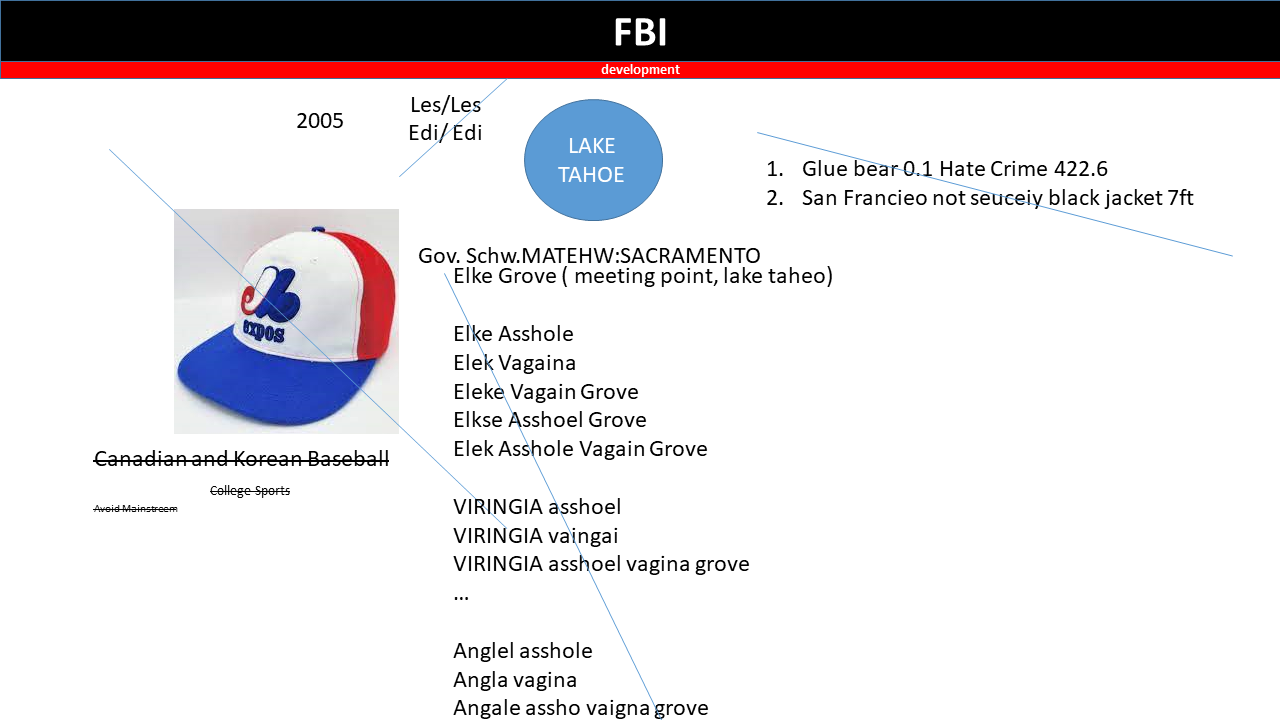 FBI
development
2005
Les/Les
Edi/ Edi
LAKE
TAHOE
1. Glue bear 0.1 Hate Crime 422.6
2. San Francieo not seuceiy black jacket 7ft
expos
Gov. Schw.MATEHW:SACRAMENTO
Elke Grove ( meeting point, lake taheo)
Elke Asshole
Elek Vagaina
Eleke Vagain Grove
Elkse Asshoel Grove
Elek Asshole Vagain Grove
Canadian and Korean Baseball
College Sports
Avoid Mainstreem
VIRINGIA asshoel
VIRINGIA vaingai
VIRINGIA asshoel vagina grove
...
Anglel asshole
Angla vagina
Angale assho vaigna grove